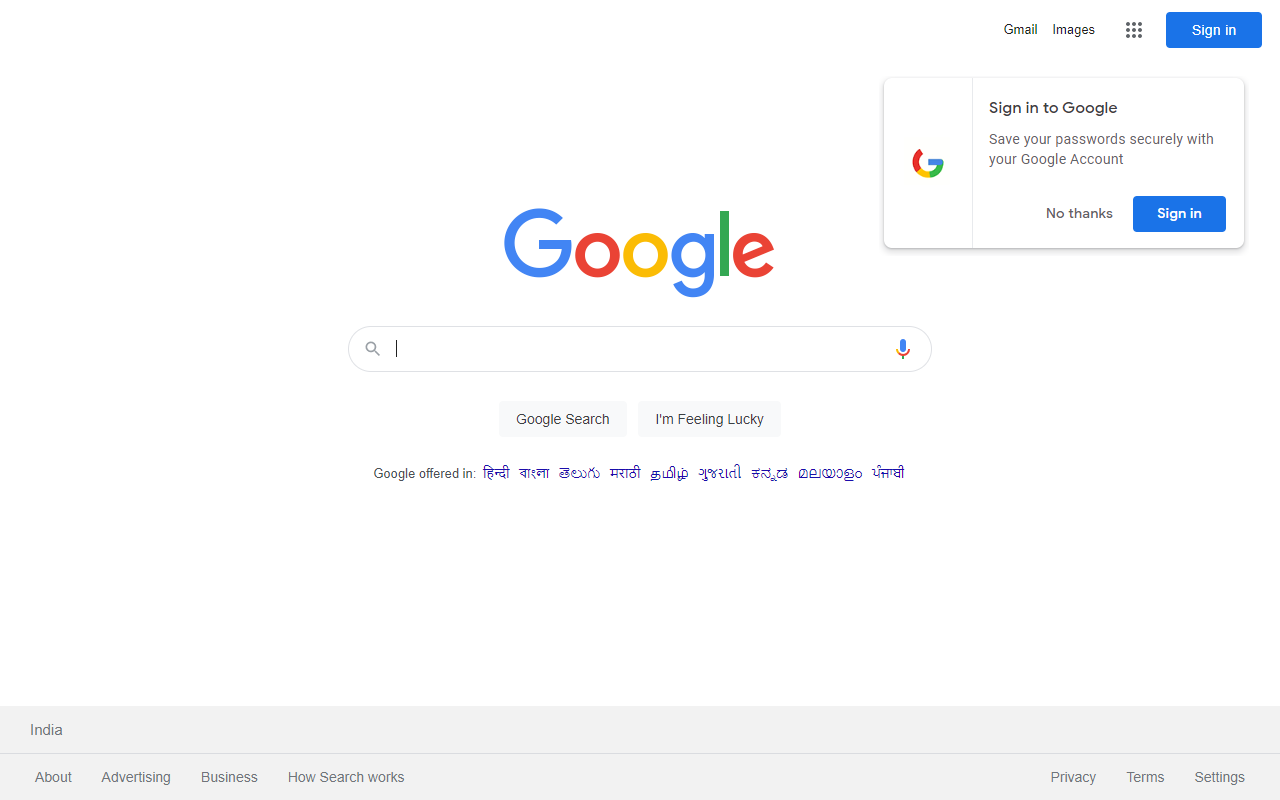 Gmail Images Sign in
Sign in to Google
Save your passwords securely with
your Google Account
No thanks Sign in
Google
Google Search I'm Feeling Lucky
Google offered in: हिन्दी বাংলা తెలుగు मराठी தமிழ் ગુજરાતી ಕನ್ನಡ മലയാളം ਪੰਜਾਬੀ
India
About Advertising Business How Search works Privacy Terms Settings